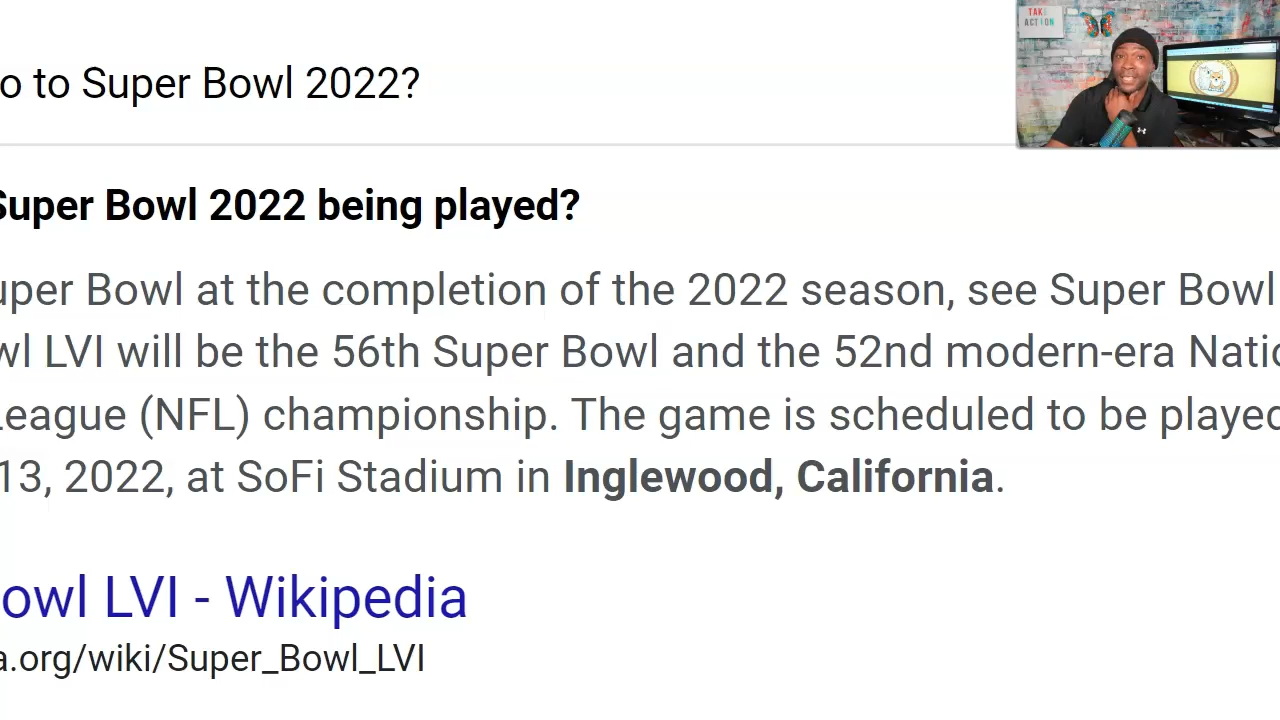 o to Super Bowl 2022?
TAKE
ACTION
Super Bowl 2022 being played?
uper Bowl at the completion of the 2022 season, see Super Bowl
wl LVI will be the 56th Super Bowl and the 52nd modern-era Natio
League (NFL) championship. The game is scheduled to be played
13, 2022, at SoFi Stadium in Inglewood, California.
owl LVI - Wikipedia
a.org/wiki/Super_Bowl_LVI